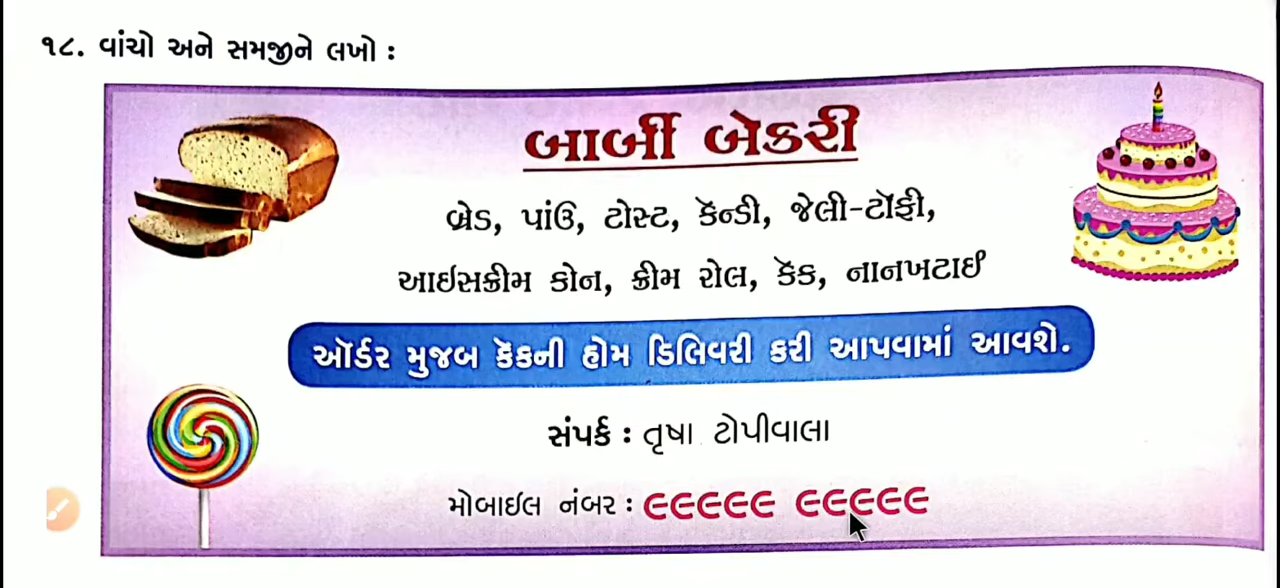 ૧૮. વાંચો અને સમજીને લખો :
બાર્બી બેકરી
બ્રેડ, પાંઉ, ટોસ્ટ, કૅન્ડી, જેલી-ટૉફી,
આઇસક્રીમ કોન, ક્રીમ રોલ, કૅક, નાનખટાઈ
ઑર્ડર મુજબ કૅકની હોમ ડિલિવરી કરી આપવામાં આવશે.
સંપર્ક : તૃષા ટોપીવાલા
મોબાઈલ નંબર : ૯૯૯૯૯ ૯૯૯૯૯